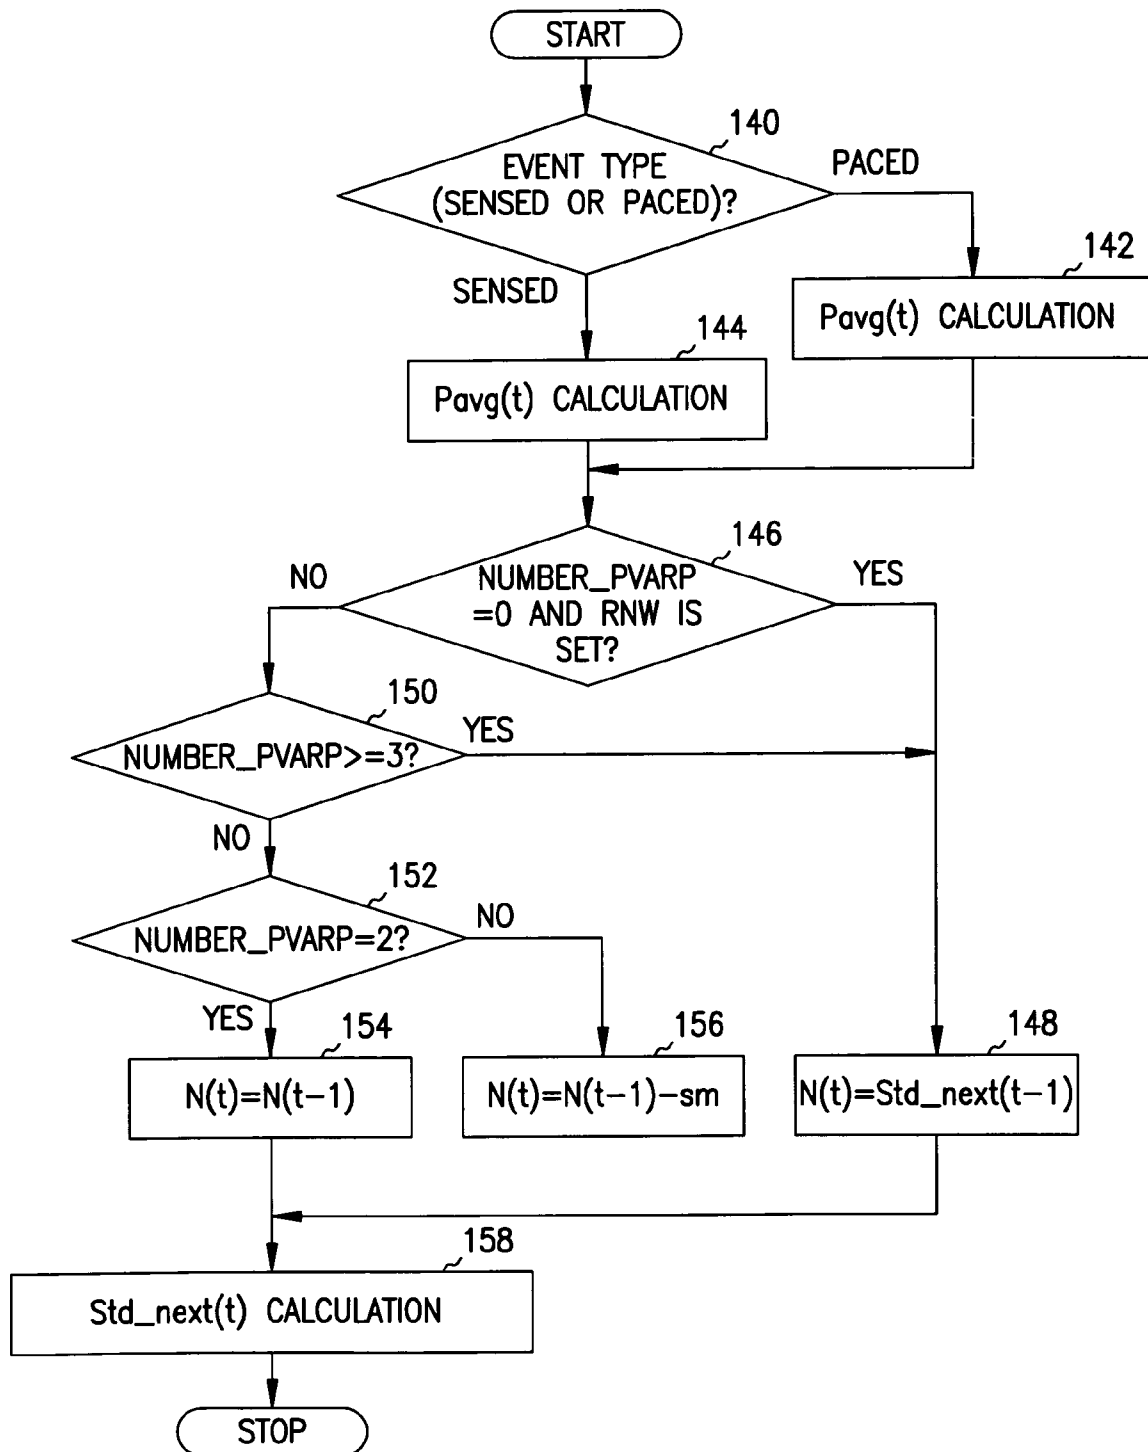 START
140
EVENT TYPE
(SENSED OR PACED)?
PACED
SENSED
142
Pavg(t) CALCULATION
144
Pavg(t) CALCULATION
146
NUMBER_PVARP
=0 AND RNW IS
SET?
NO
YES
150
NUMBER_PVARP>=3?
YES
NO
152
NUMBER_PVARP=2?
NO
YES
154
N(t)=N(t-1)
156
N(t)=N(t-1)-sm
148
N(t)=Std_next(t-1)
158
Std_next(t) CALCULATION
STOP